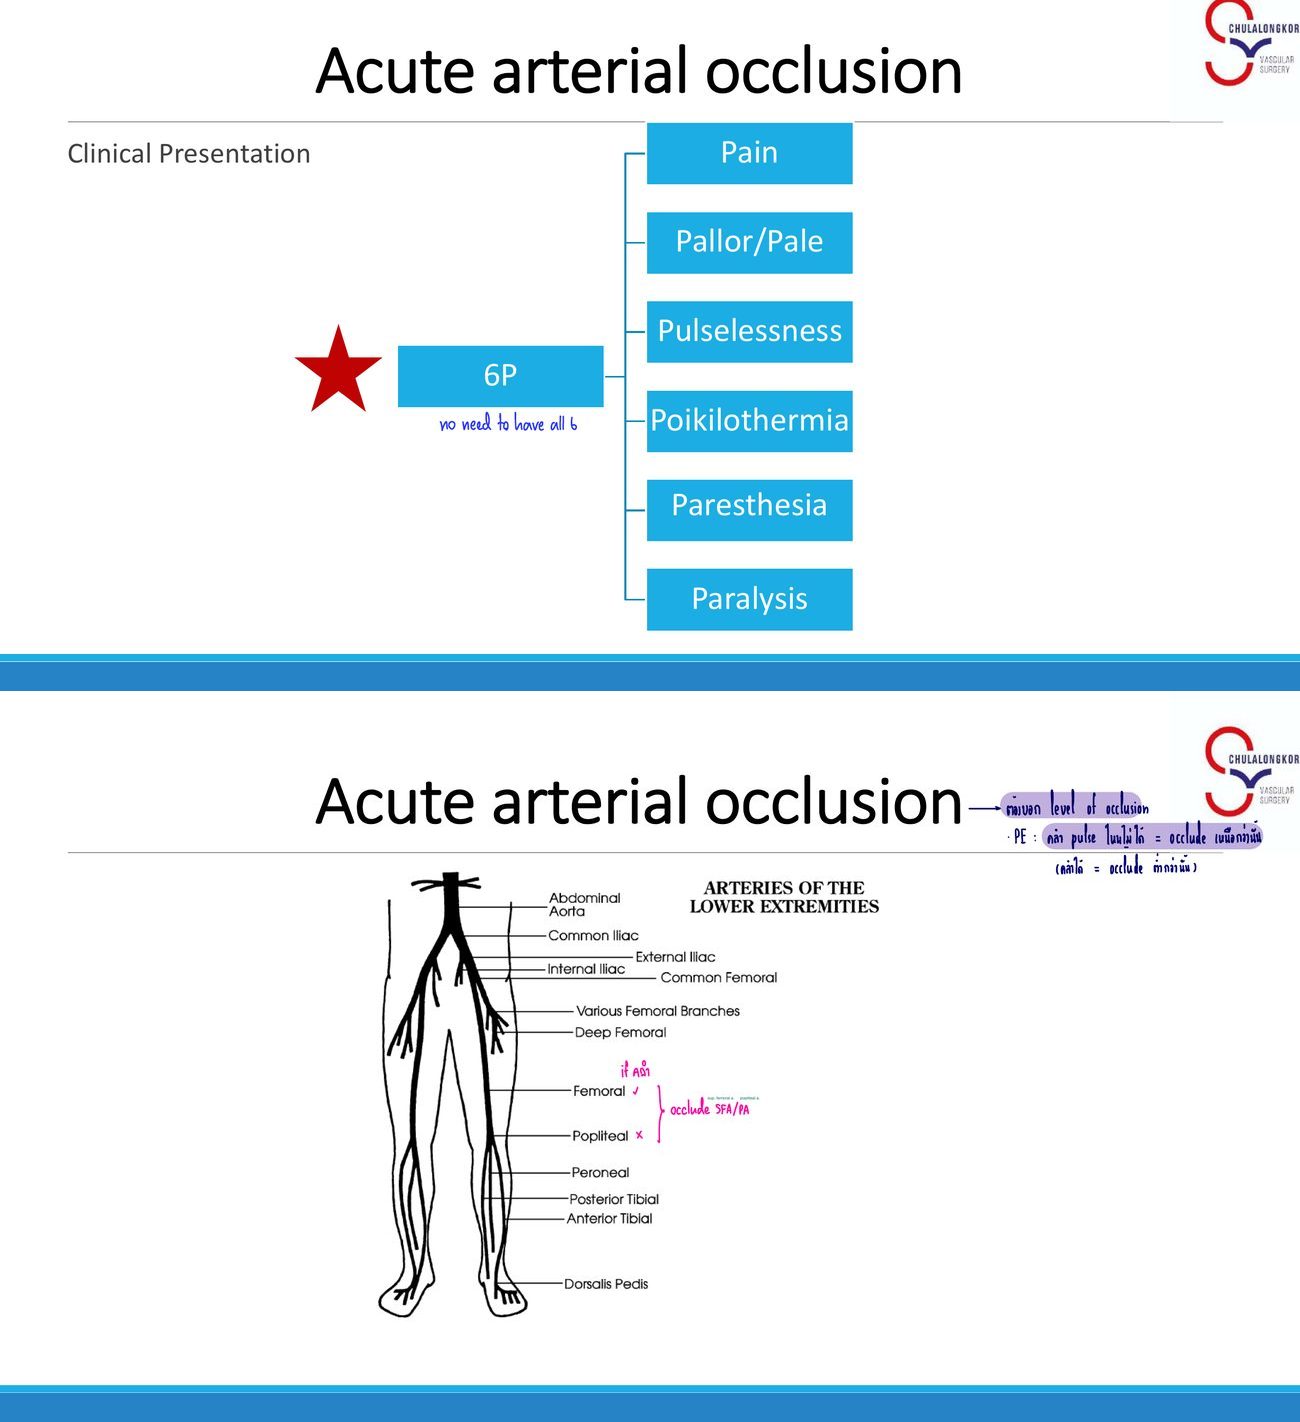 CHULALONGKOR
VASCULAR
SURGERY
Acute arterial occlusion
Clinical Presentation
Pain
Pallor/Pale
Pulselessness
6P
no need to have all 6
Poikilothermia
Paresthesia
Paralysis
CHULALONGKOR
VASCULAR
SURGERY
Acute arterial occlusion
ต้องบอก level of occlusion
· PE : คลำ pulse ไหนไม่ได้ = occlude เหนือกว่านั้น
(คลำได้ = occlude ต่ำกว่านั้น)
ARTERIES OF THE
LOWER EXTREMITIES
Abdominal
Aorta
Common Iliac
External Iliac
Internal Iliac
Common Femoral
Various Femoral Branches
Deep Femoral
if คลำ
Femoral ✓
sup. femoral a. popliteal a.
occlude SFA/PA
Popliteal ×
Peroneal
Posterior Tibial
Anterior Tibial
Dorsalis Pedis